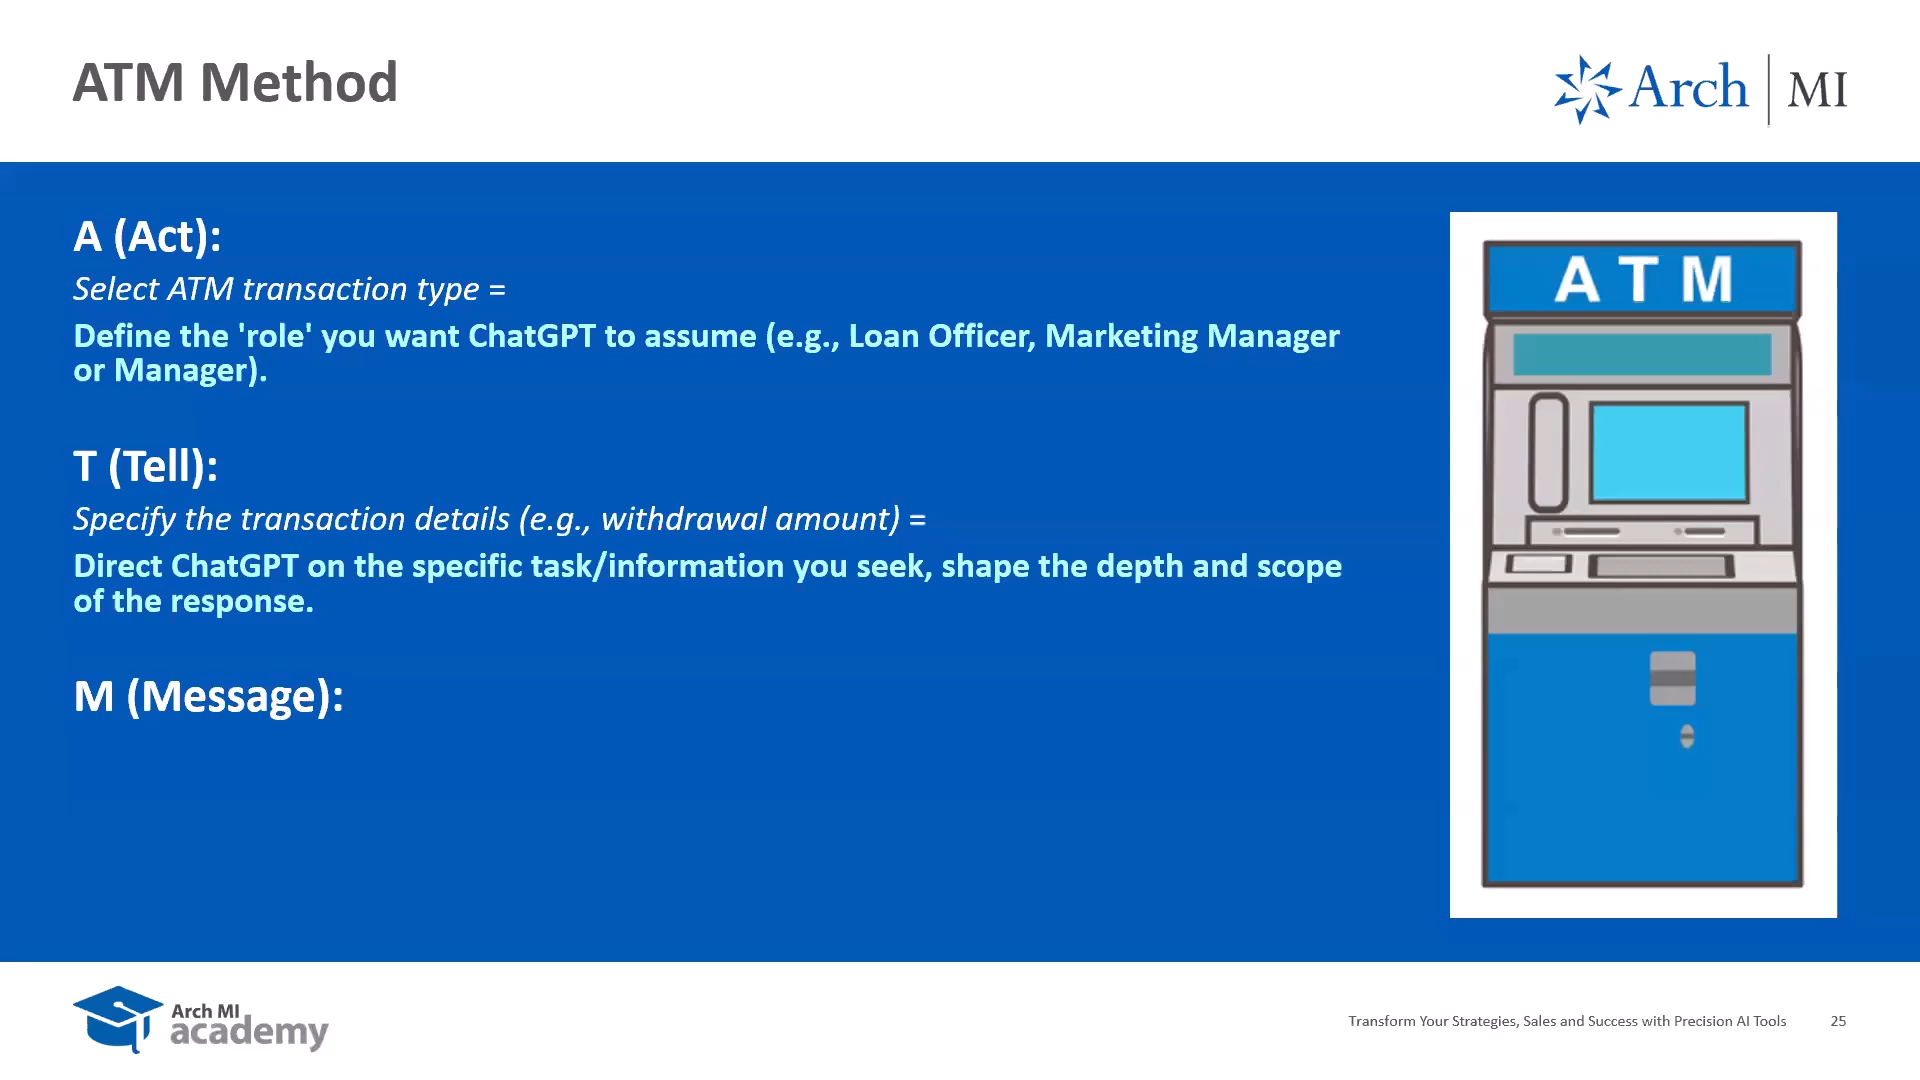 ATM Method
Arch | MI
A (Act):
Select ATM transaction type =
Define the 'role' you want ChatGPT to assume (e.g., Loan Officer, Marketing Manager
or Manager).
T (Tell):
Specify the transaction details (e.g., withdrawal amount) =
Direct ChatGPT on the specific task/information you seek, shape the depth and scope
of the response.
M (Message):
ATM
Arch MI
academy
Transform Your Strategies, Sales and Success with Precision AI Tools 25